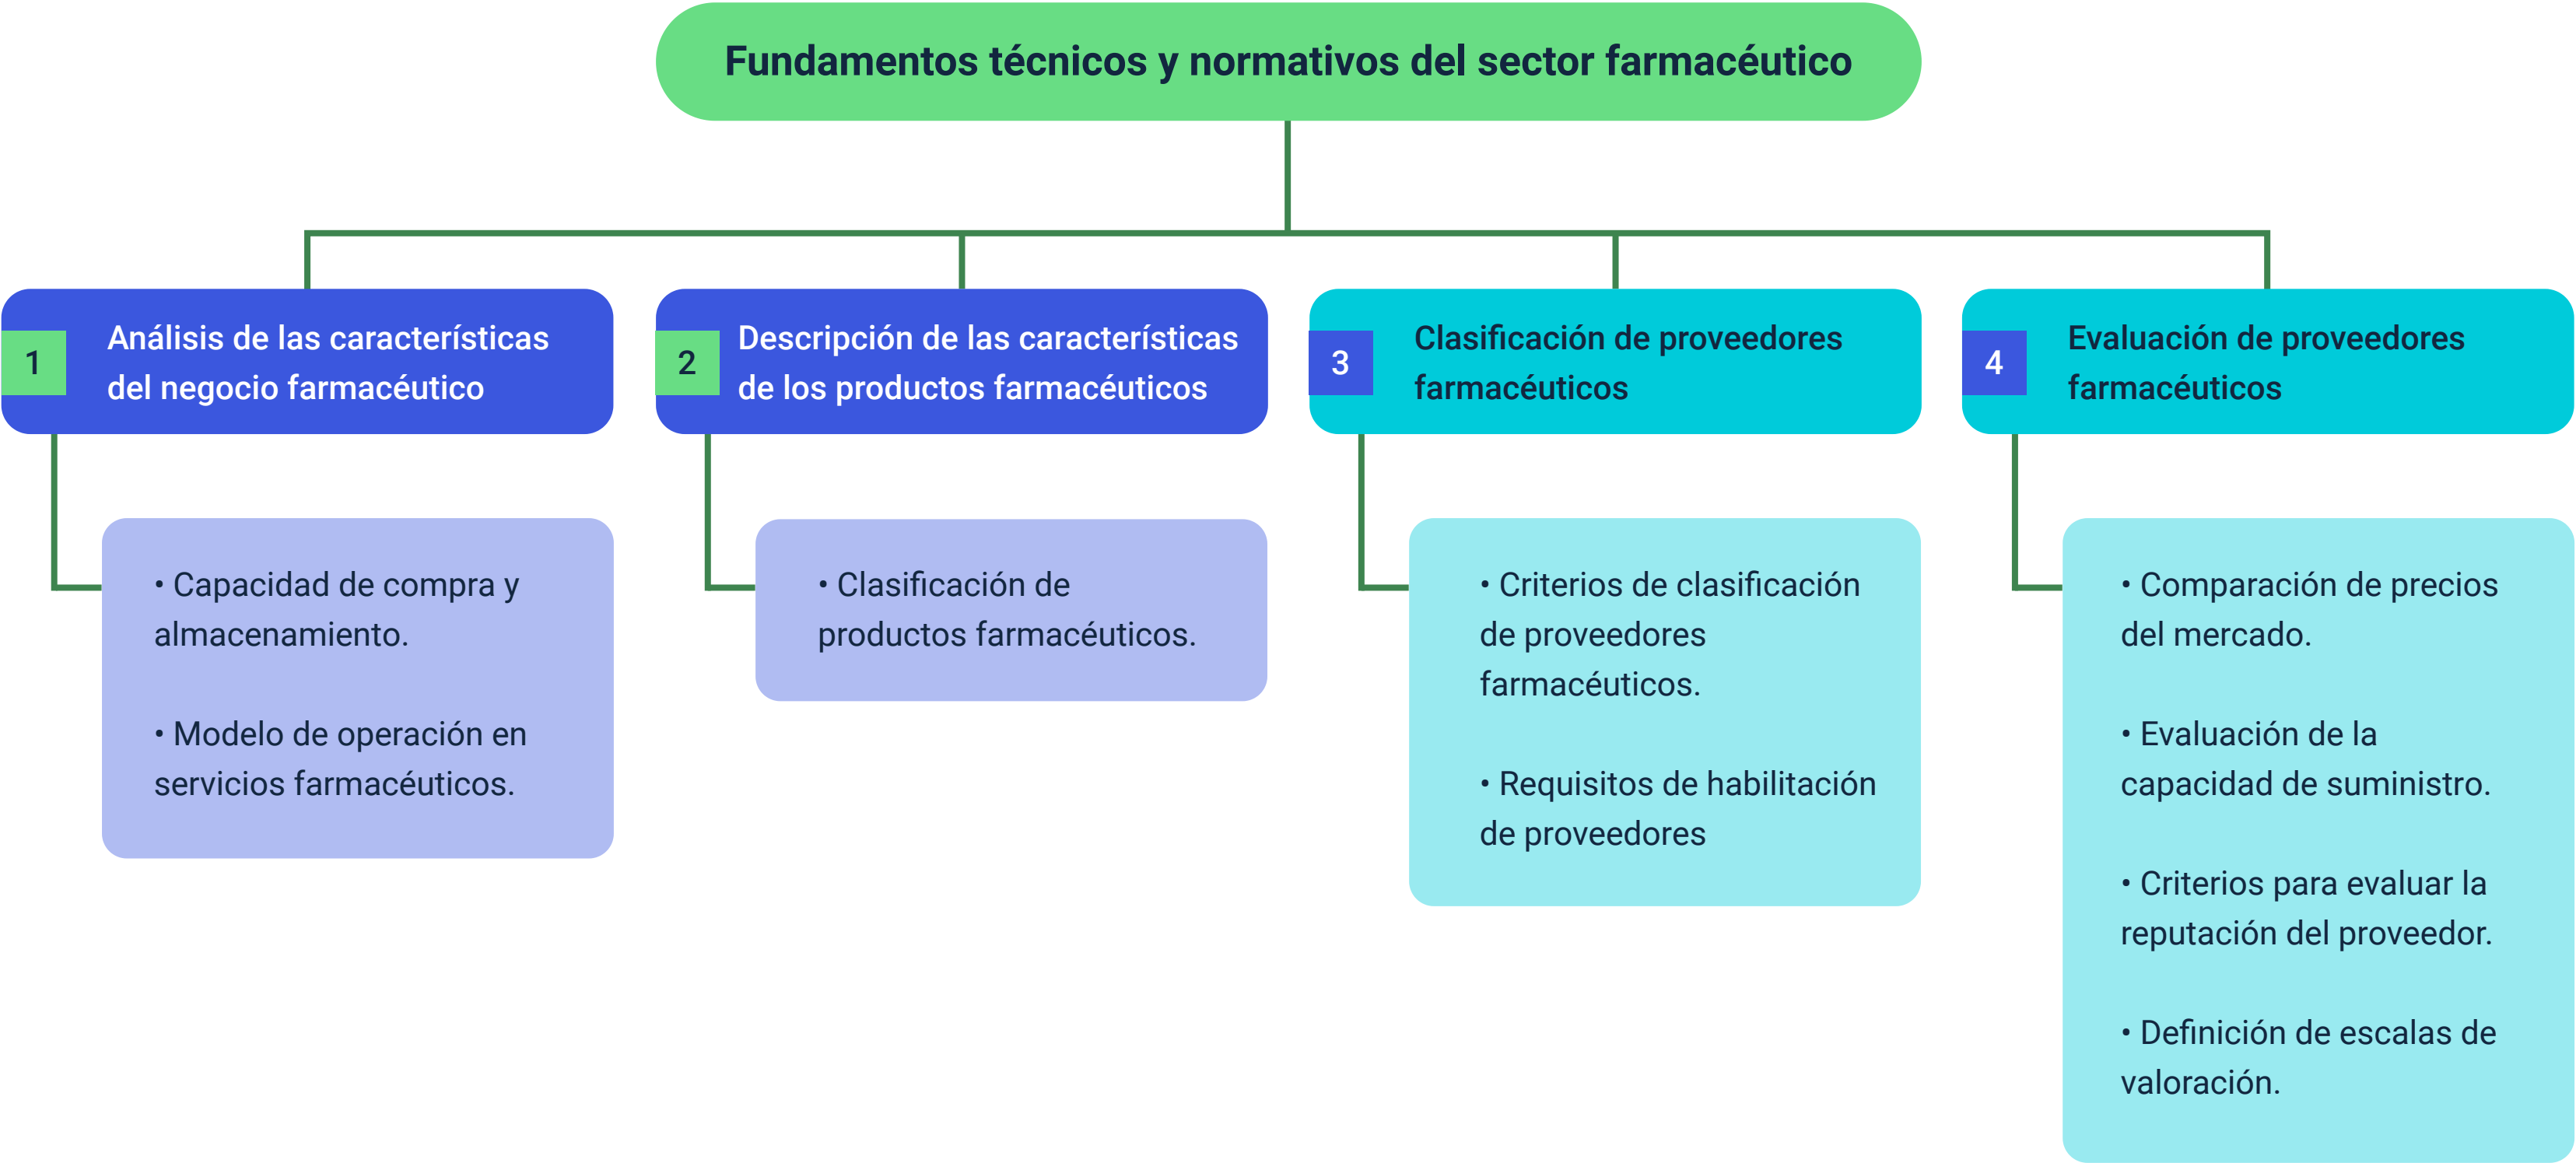 Fundamentos técnicos y normativos del sector farmacéutico
1
Análisis de las características
del negocio farmacéutico
• Capacidad de compra y
almacenamiento.
• Modelo de operación en
servicios farmacéuticos.
2
Descripción de las características
de los productos farmacéuticos
• Clasificación de
productos farmacéuticos.
3
Clasificación de proveedores
farmacéuticos
• Criterios de clasificación
de proveedores
farmacéuticos.
• Requisitos de habilitación
de proveedores
4
Evaluación de proveedores
farmacéuticos
• Comparación de precios
del mercado.
• Evaluación de la
capacidad de suministro.
• Criterios para evaluar la
reputación del proveedor.
• Definición de escalas de
valoración.